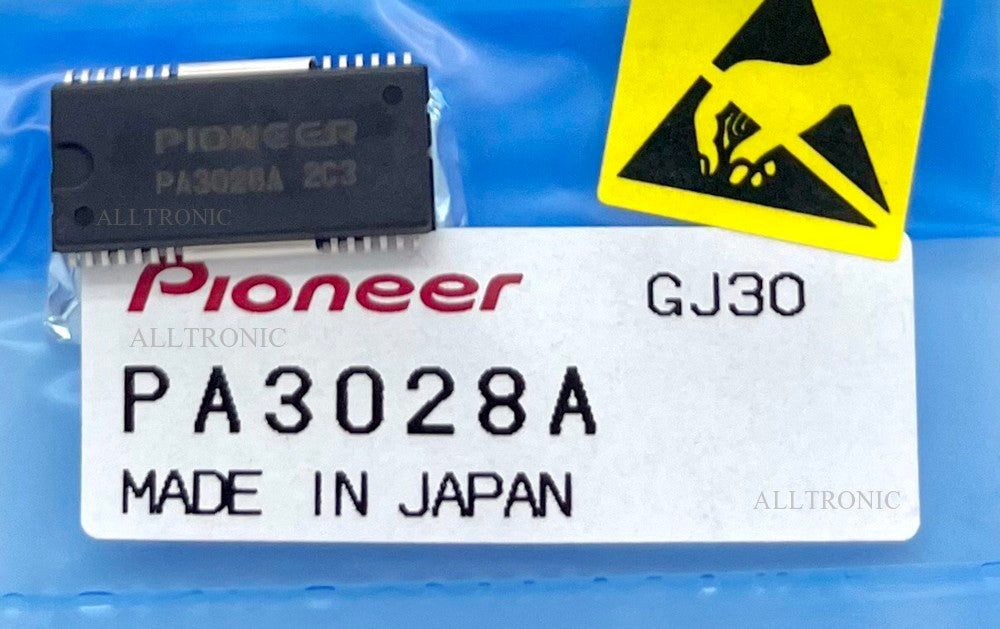 PIONEER
PA3028A 2C3
ALLTRONIC
Pioneer GJ30
ALLTRONIC
PA3028A
MADE IN JAPAN
ALLTRONIC